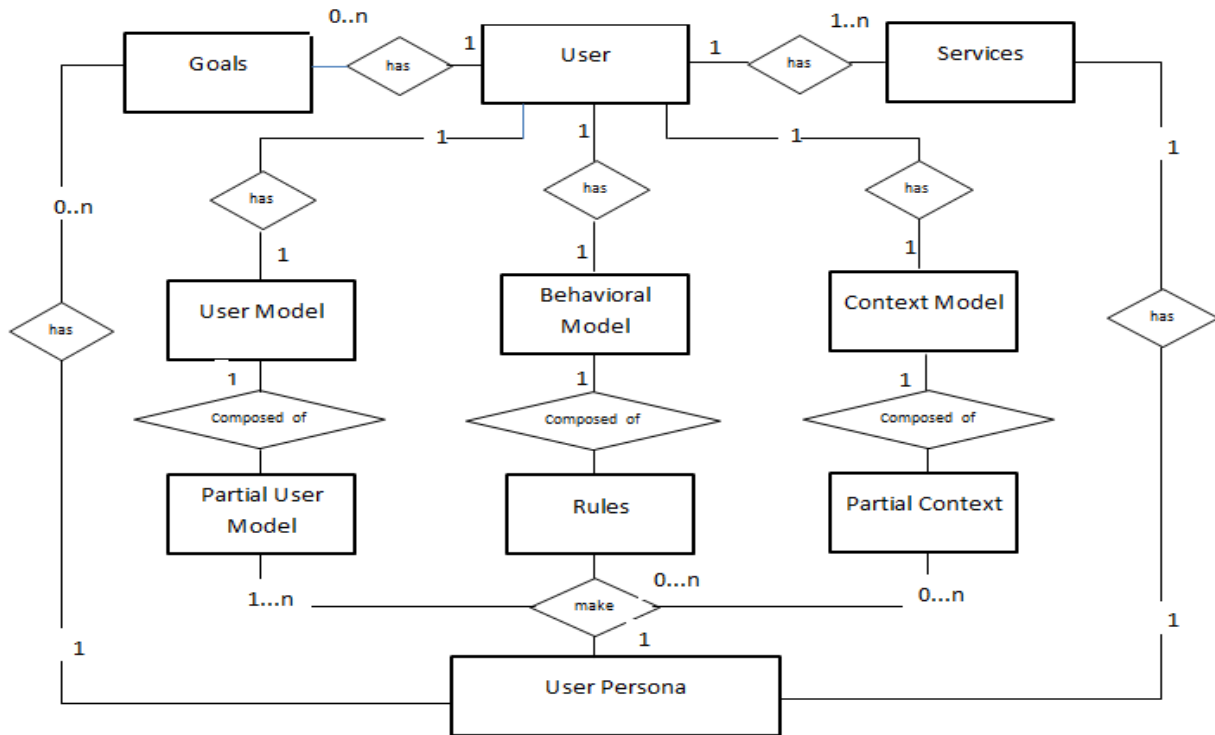 0..n
1..n
Goals
has
1
User
1
has
Services
1
1
1
1
has
has
has
0..n
1
1
1
has
User Model
Behavioral
Model
Context Model
has
1
1
1
Composed of
Composed of
Composed of
Partial User
Model
Rules
Partial Context
1...n
0...n
0...n
make
1
1
1
User Persona